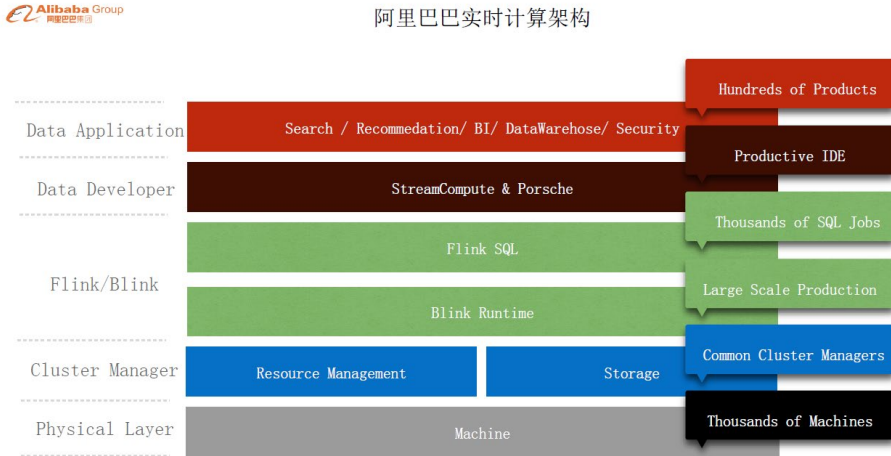 Alibaba Group
阿里巴巴集团
阿里巴巴实时计算架构
Hundreds of Products
Data Application
Search / Recommedation/ BI/ DataWarehose/ Security
Productive IDE
Data Developer
StreamCompute & Porsche
Thousands of SQL Jobs
Flink SQL
Flink/Blink
Large Scale Production
Blink Runtime
Common Cluster Managers
Cluster Manager
Resource Management
Storage
Thousands of Machines
Physical Layer
Machine